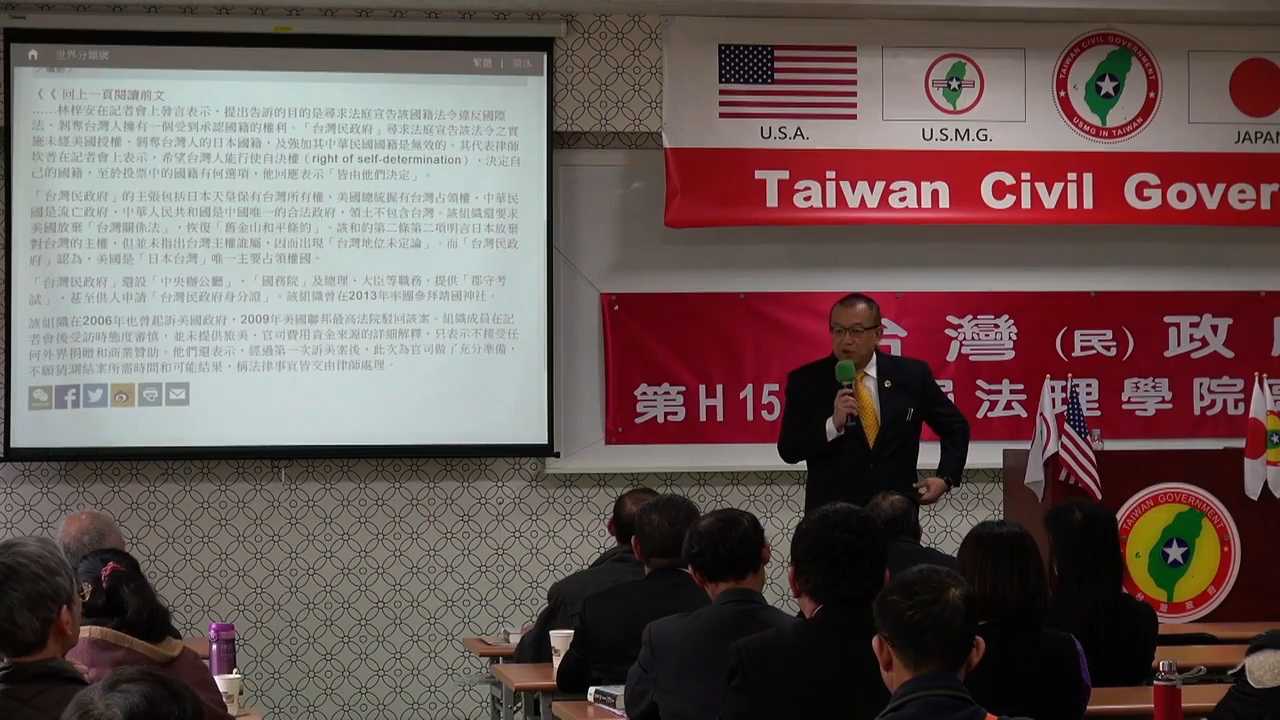 世界分類網
繁體 | 简体
《《 回上一頁閱讀前文
……林梓安在記者會上發言表示，提出告訴的目的是尋求法庭宣告該國籍法令違反國際
法、剝奪台灣人擁有一個受到承認國籍的權利。「台灣民政府」尋求法庭宣告該法令之實
施未經美國授權，剝奪台灣人的日本國籍，及強加其中華民國國籍是無效的。其代表律師
坎普在記者會上表示，希望台灣人能行使自決權（right of self-determination），決定自
己的國籍，至於投票中的國籍有何選項，他回應表示「皆由他們決定」。
「台灣民政府」的主張包括日本天皇保有台灣所有權、美國總統握有台灣占領權，中華民
國是流亡政府，中華人民共和國是中國唯一的合法政府，領土不包含台灣。該組織還要求
美國放棄「台灣關係法」，恢復「舊金山和平條約」。該和約第二條第二項明言日本放棄
對台灣的主權，但並未指出台灣主權誰屬，因而出現「台灣地位未定論」。而「台灣民政
府」認為，美國是「日本台灣」唯一主要占領權國。
「台灣民政府」還設「中央辦公廳」、「國務院」及總理、大臣等職務，提供「郡守考
試」，甚至供人申請「台灣民政府身分證」。該組織曾在2013年率團參拜靖國神社。
該組織在2006年也曾起訴美國政府，2009年美國聯邦最高法院駁回該案。組織成員在記
者會後受訪時態度審慎，並未提供旅美、官司費用資金來源的詳細解釋，只表示不接受任
何外界捐贈和商業贊助。他們還表示，經過第一次訴美案後，此次為官司做了充分準備，
不願猜測結案所需時間和可能結果，稱法律事宜皆交由律師處理。
U.S.A.
U.S.M.G.
TAIWAN CIVIL GOVERNMENT
USMG IN TAIWAN
JAPA
Taiwan Civil Gover
台灣(民)政
第H 15 法理學院
TAIWAN GOVERNMENT
台灣政府